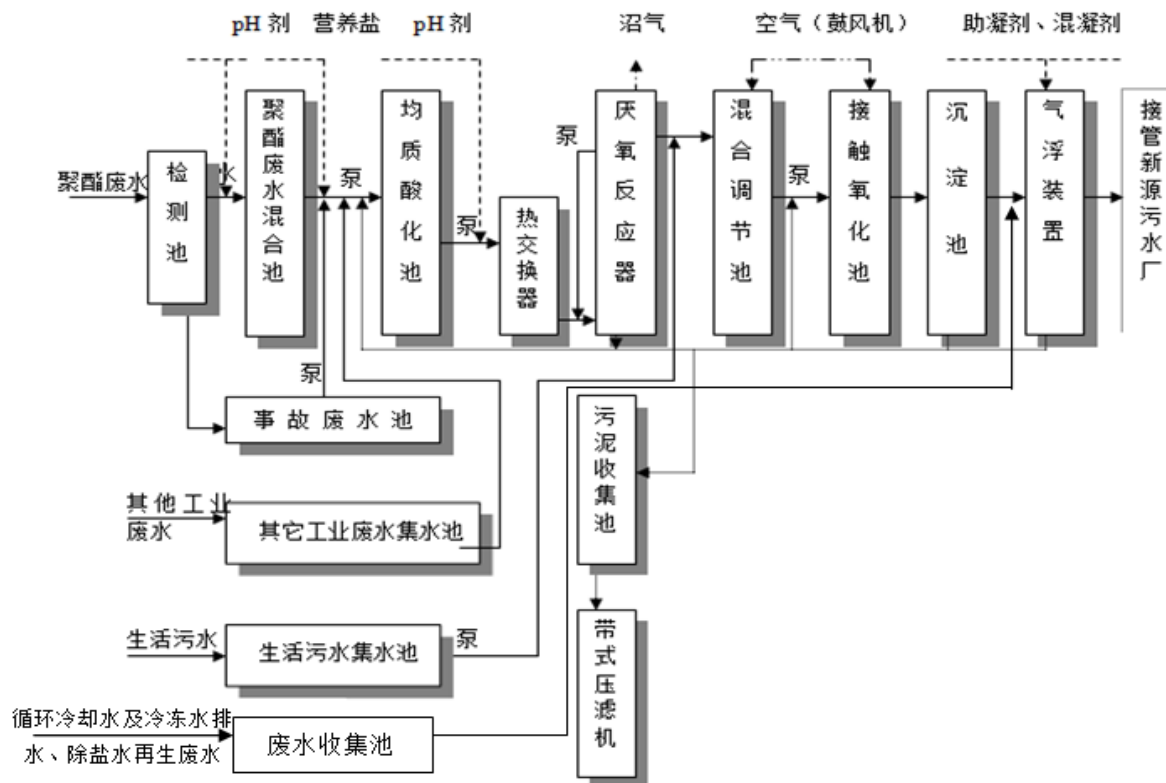 pH 剂 营养盐 pH 剂 沼气 空气（鼓风机） 助凝剂、混凝剂
聚酯废水
检测池
水
聚酯废水混合池
泵
均质酸化池
泵
热交换器
泵
厌氧反应器
混合调节池
泵
接触氧化池
沉淀池
气浮装置
接管新源污水厂
泵
事故废水池
其他工业
废水
其它工业废水集水池
污泥收集池
生活污水
生活污水集水池
泵
带式压滤机
循环冷却水及冷冻水排
水、除盐水再生废水
废水收集池